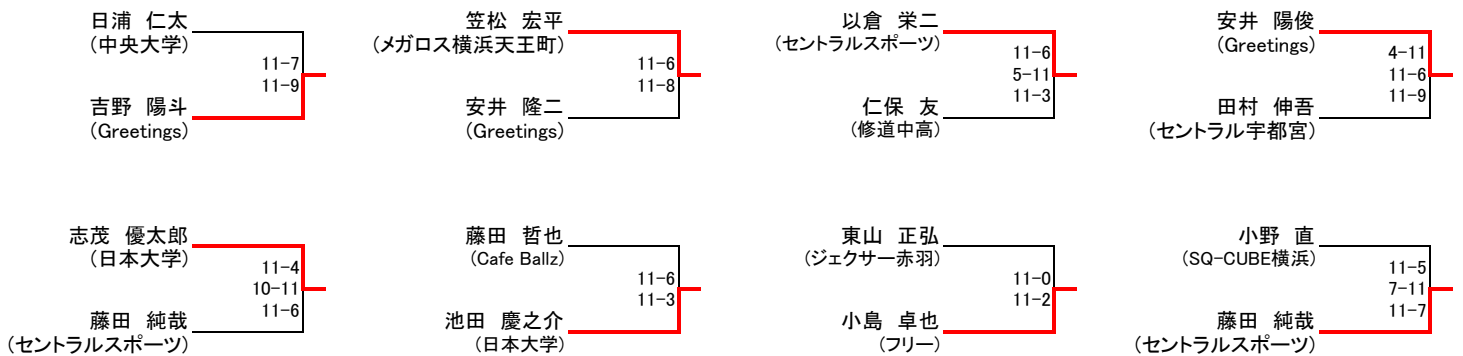 日浦 仁太
(中央大学)
11-7
11-9
吉野 陽斗
(Greetings)
笠松 宏平
(メガロス横浜天王町)
11-6
11-8
安井 隆二
(Greetings)
以倉 栄二
(セントラルスポーツ)
11-6
5-11
11-3
仁保 友
(修道中高)
安井 陽俊
(Greetings)
4-11
11-6
11-9
田村 伸吾
(セントラル宇都宮)
志茂 優太郎
(日本大学)
11-4
10-11
11-6
藤田 純哉
(セントラルスポーツ)
藤田 哲也
(Cafe Ballz)
11-6
11-3
池田 慶之介
(日本大学)
東山 正弘
(ジェクサー赤羽)
11-0
11-2
小島 卓也
(フリー)
小野 直
(SQ-CUBE横浜)
11-5
7-11
11-7
藤田 純哉
(セントラルスポーツ)